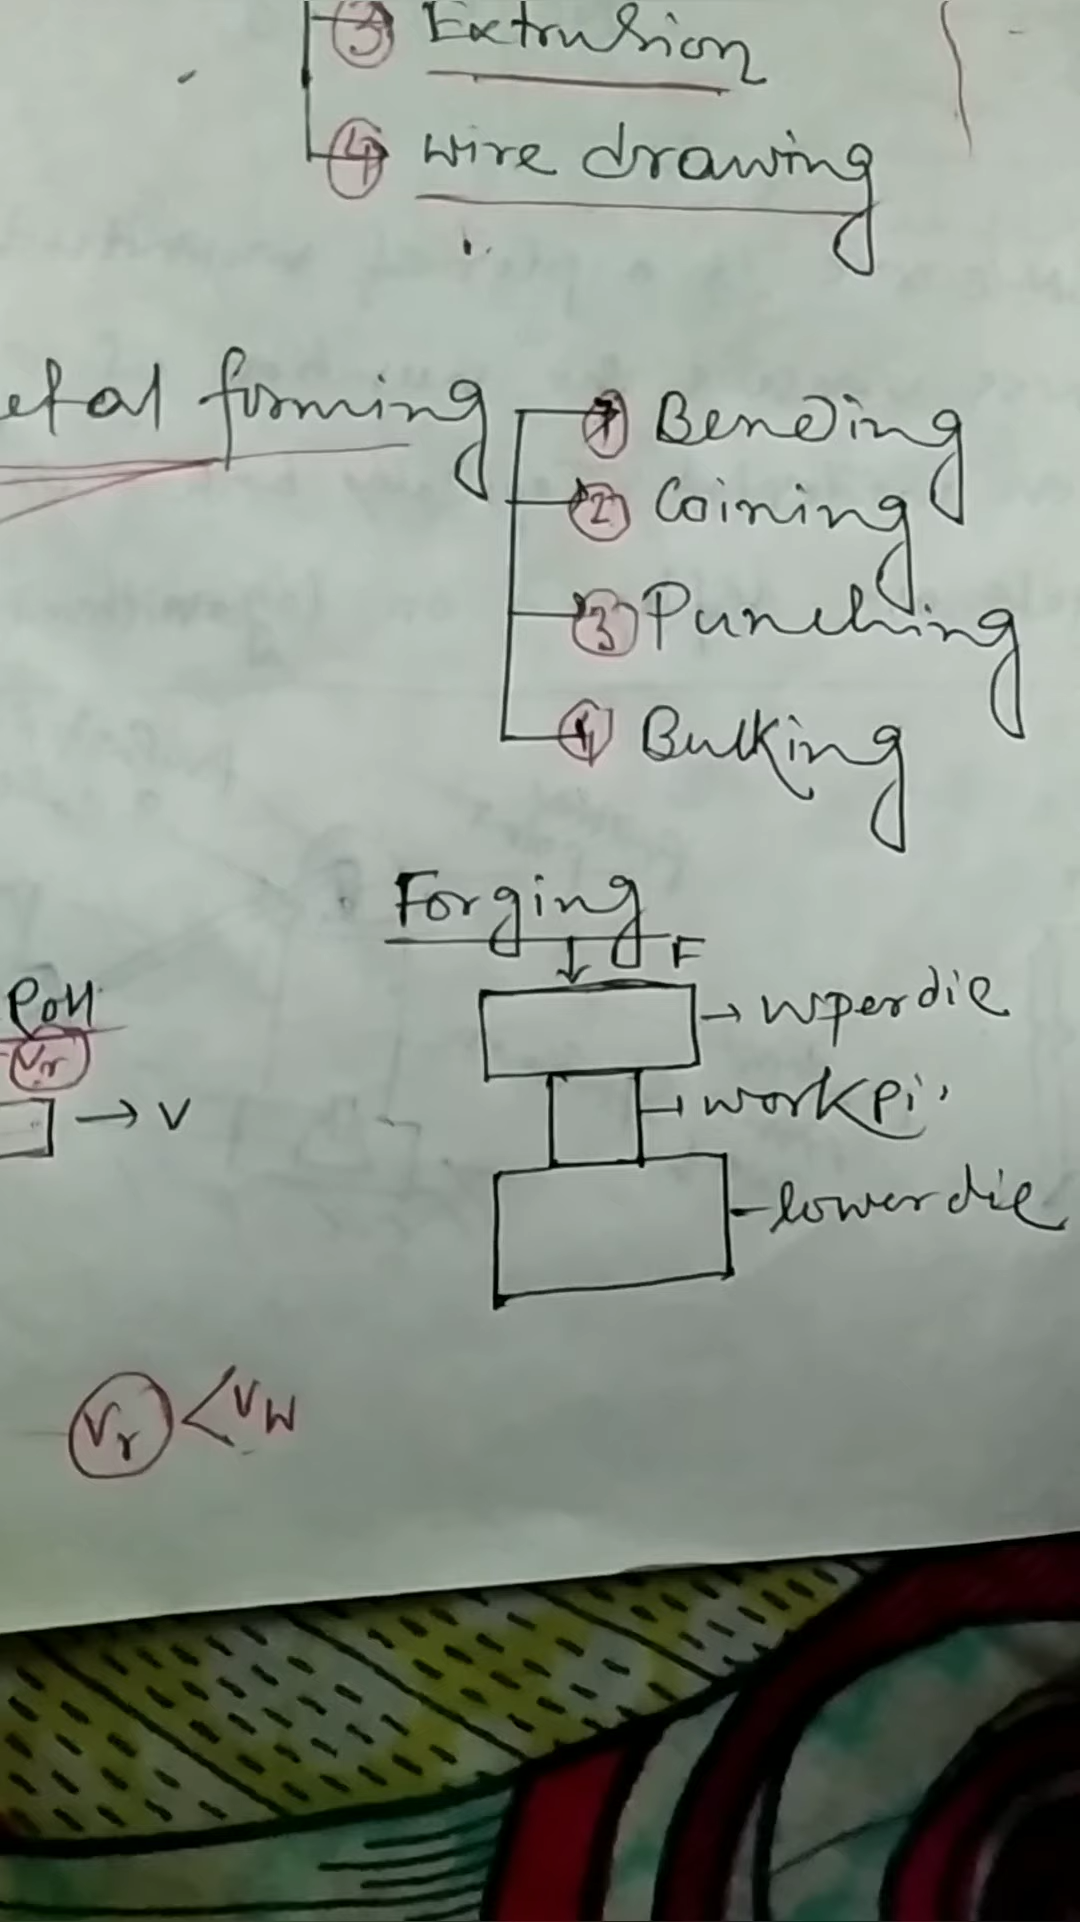 3 Extrusion
4 wire drawing
etal forming
1 Bending
2 Coining
3 Punching
4 Bulking
Forging
F
upper die
workpi
lower die
Roll
Vr
→ V
Vr < VW